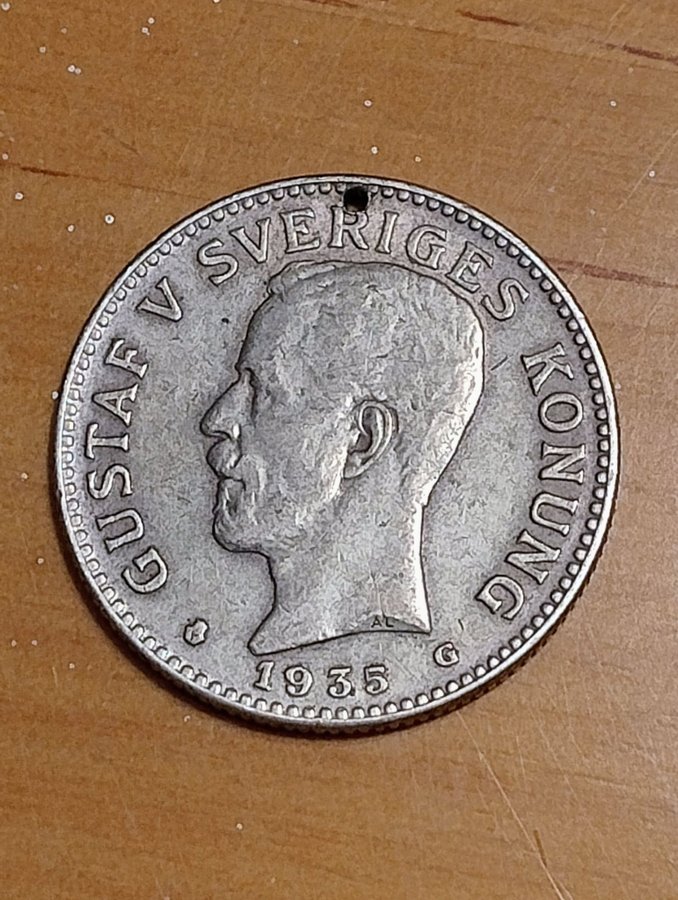 GUSTAF V SVERIGES KONUNG
AL
G
1935